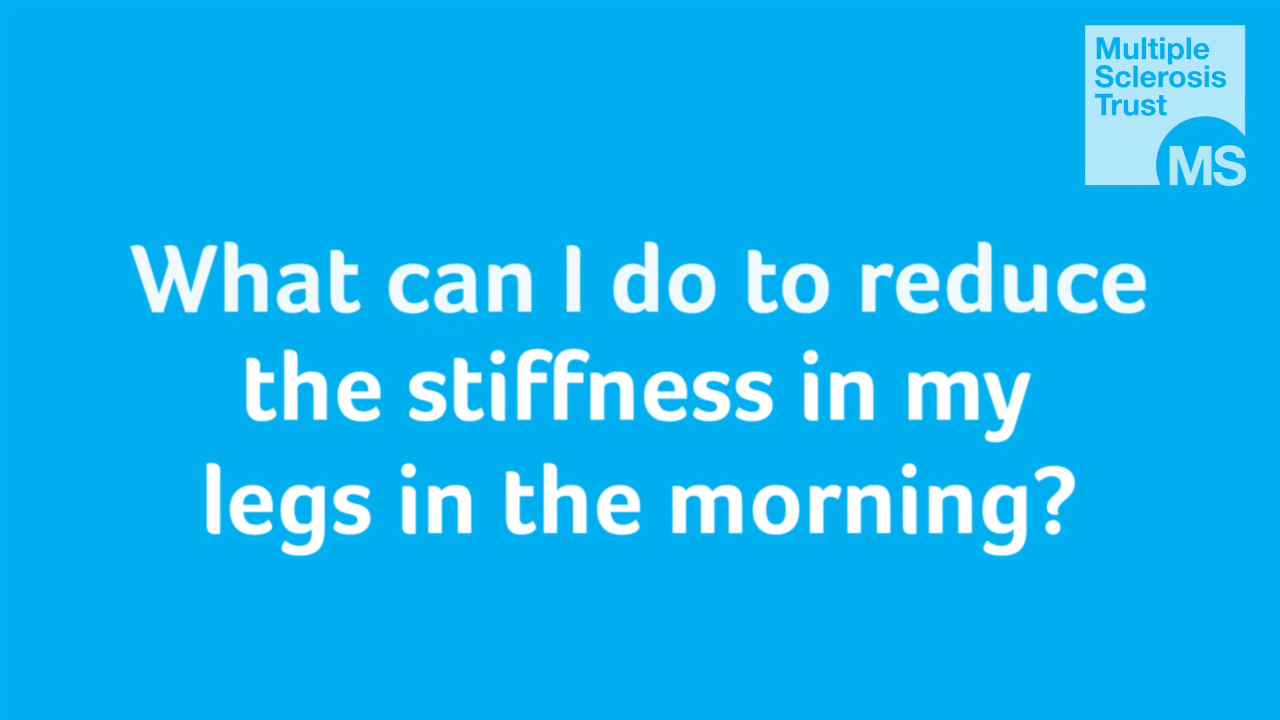 Multiple
Sclerosis
Trust
MS
What can I do to reduce
the stiffness in my
legs in the morning?